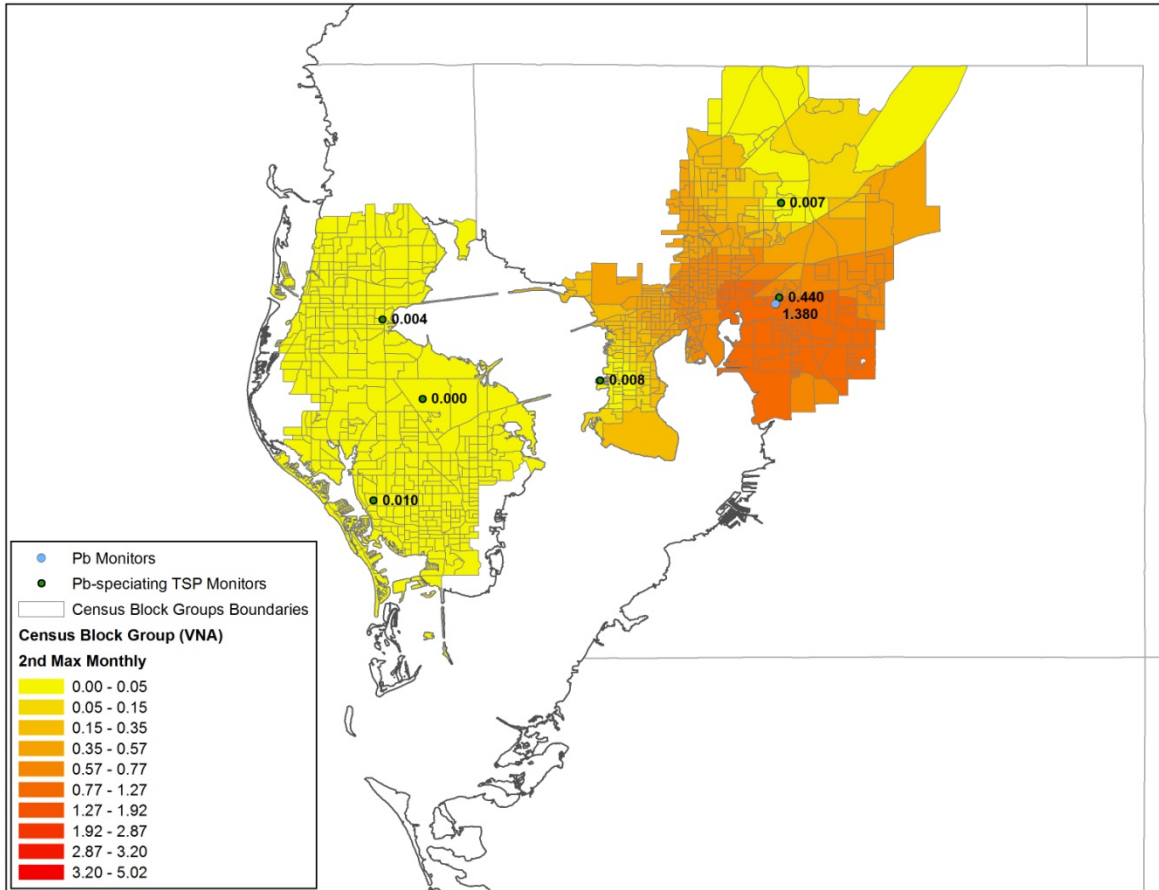 0.007
0.440
1.380
0.004
0.008
0.000
0.010
Pb Monitors
Pb-speciating TSP Monitors
Census Block Groups Boundaries
Census Block Group (VNA)
2nd Max Monthly
0.00 - 0.05
0.05 - 0.15
0.15 - 0.35
0.35 - 0.57
0.57 - 0.77
0.77 - 1.27
1.27 - 1.92
1.92 - 2.87
2.87 - 3.20
3.20 - 5.02